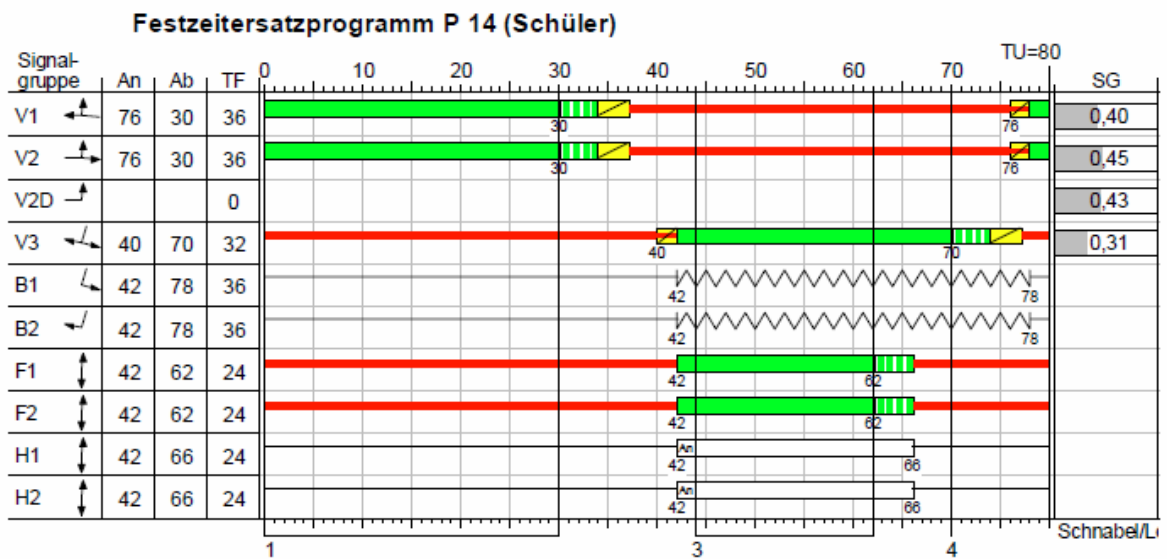 Festzeitersatzprogramm P 14 (Schüler)
TU=80
Signal-
gruppe An Ab TF 0 10 20 30 40 50 60 70 SG
V1 76 30 36 30 76 0,40
V2 76 30 36 30 76 0,45
V2D 0 0,43
V3 40 70 32 40 70 0,31
B1 42 78 36 42 78
B2 42 78 36 42 78
F1 42 62 24 42 62
F2 42 62 24 42 62
H1 42 66 24 An 42 66
H2 42 66 24 An 42 66
Schnabel/L
1 3 4